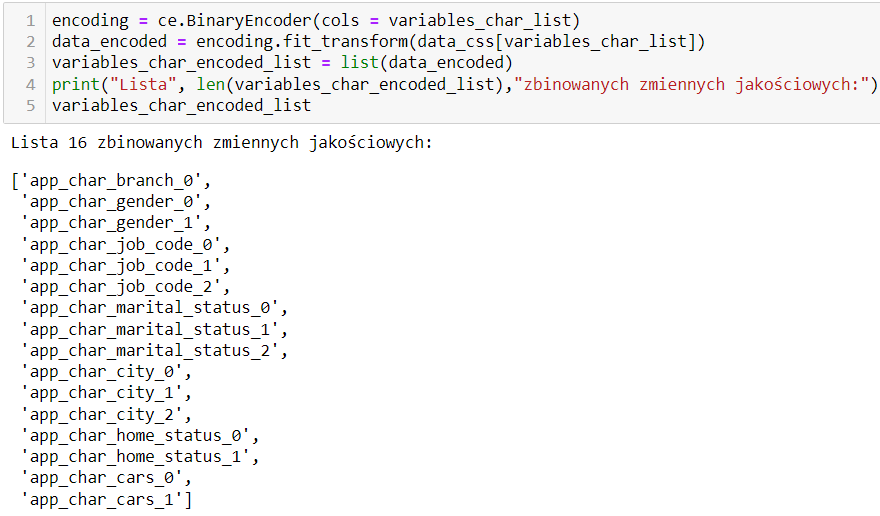 1 encoding = ce.BinaryEncoder(cols = variables_char_list)
2 data_encoded = encoding.fit_transform(data_css[variables_char_list])
3 variables_char_encoded_list = list(data_encoded)
4 print("Lista", len(variables_char_encoded_list),"zbinowanych zmiennych jakościowych:")
5 variables_char_encoded_list
Lista 16 zbinowanych zmiennych jakościowych:
['app_char_branch_0',
'app_char_gender_0',
'app_char_gender_1',
'app_char_job_code_0',
'app_char_job_code_1',
'app_char_job_code_2',
'app_char_marital_status_0',
'app_char_marital_status_1',
'app_char_marital_status_2',
'app_char_city_0',
'app_char_city_1',
'app_char_city_2',
'app_char_home_status_0',
'app_char_home_status_1',
'app_char_cars_0',
'app_char_cars_1']